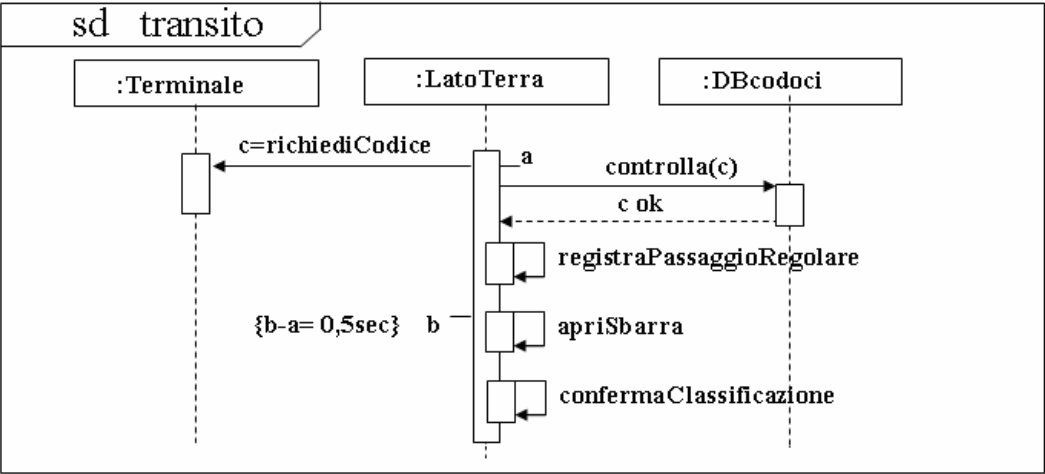 sd transito
:Terminale
:LatoTerra
:DBcodoci
c=richiediCodice
a
controlla(c)
c ok
registraPassaggioRegolare
{b-a= 0,5sec} b
apriSbarra
confermaClassificazione